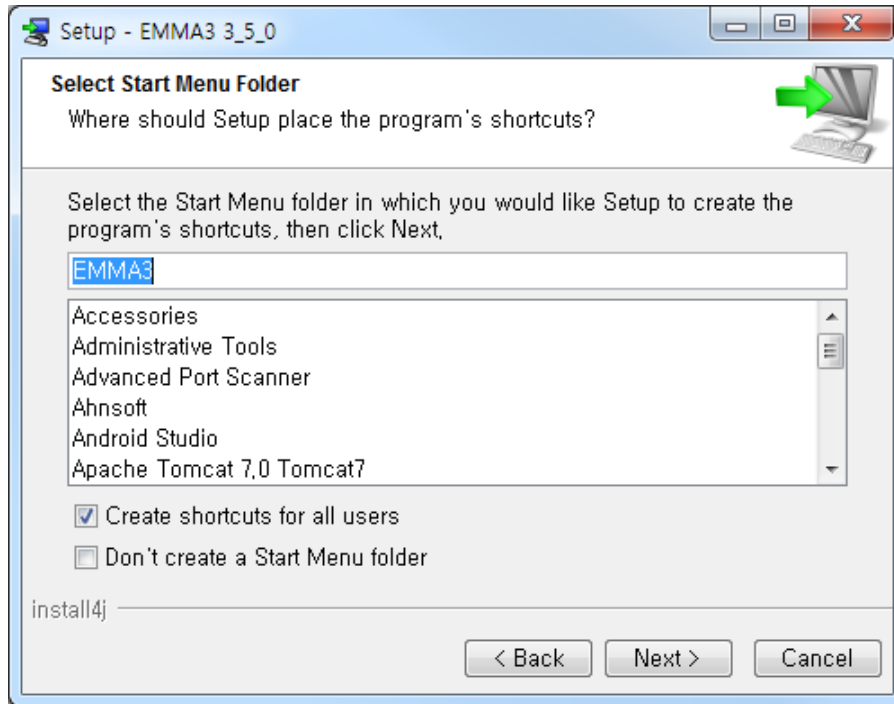 Setup - EMMA3 3_5_0
Select Start Menu Folder
Where should Setup place the program's shortcuts?
Select the Start Menu folder in which you would like Setup to create the
program's shortcuts, then click Next.
EMMA3
Accessories
Administrative Tools
Advanced Port Scanner
Ahnsoft
Android Studio
Apache Tomcat 7.0 Tomcat7
Create shortcuts for all users
Don't create a Start Menu folder
install4j
< Back Next > Cancel